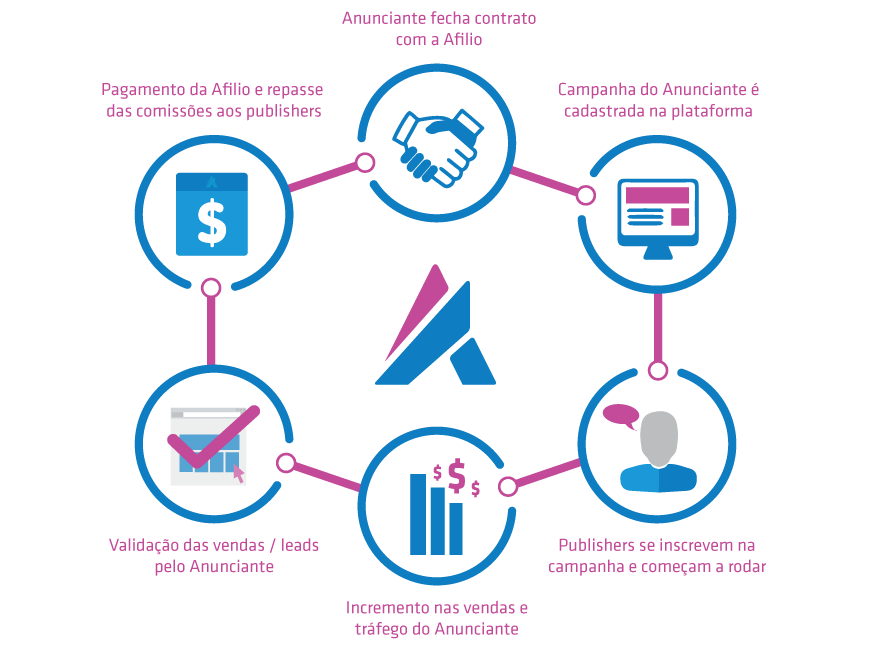 Anunciante fecha contrato
com a Afilio
Campanha do Anunciante é
cadastrada na plataforma
Publishers se inscrevem na
campanha e começam a rodar
Incremento nas vendas e
tráfego do Anunciante
Validação das vendas / leads
pelo Anunciante
Pagamento da Afilio e repasse
das comissões aos publishers
$
$ $ $